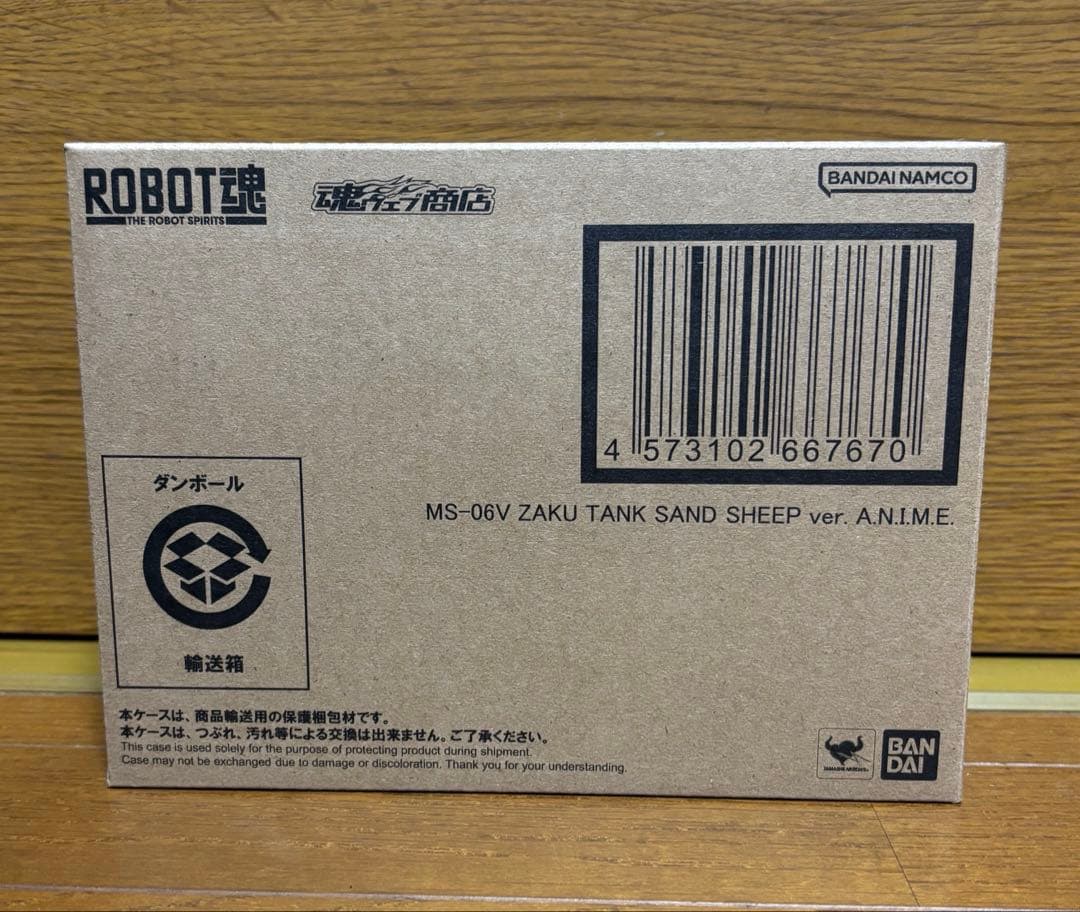 ROBOT魂
THE ROBOT SPIRITS
魂ウェブ商店
BANDAI NAMCO
4 573102 667670
MS-06V ZAKU TANK SAND SHEEP ver. A.N.I.M.E.
ダンボール
輸送箱
本ケースは、商品輸送用の保護梱包材です。
本ケースは、つぶれ、汚れ等による交換は出来ません。ご了承ください。
This case is used solely for the purpose of protecting product during shipment.
Case may not be exchanged due to damage or discoloration. Thank you for your understanding.
TAMASHII NATIONS
BAN
DAI